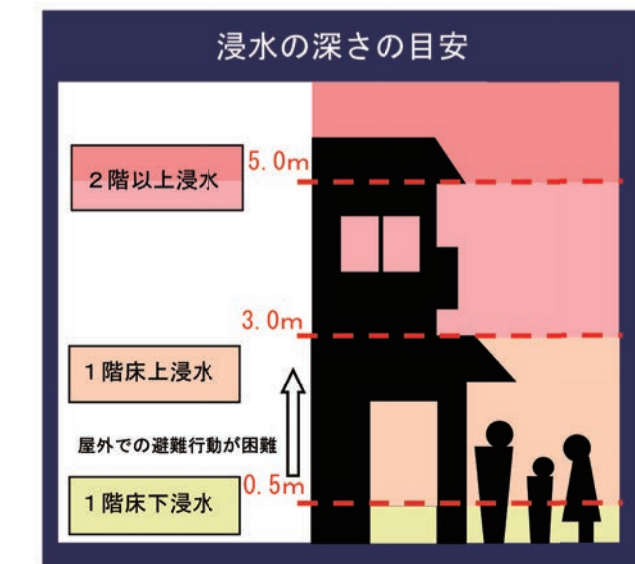 浸水の深さの目安
5.0m
２階以上浸水
3.0m
１階床上浸水
屋外での避難行動が困難
0.5m
１階床下浸水